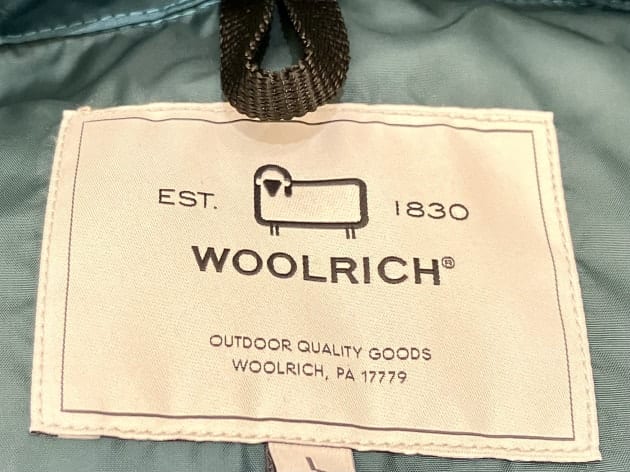 EST. 1830
WOOLRICH®
OUTDOOR QUALITY GOODS
WOOLRICH, PA 17779
L